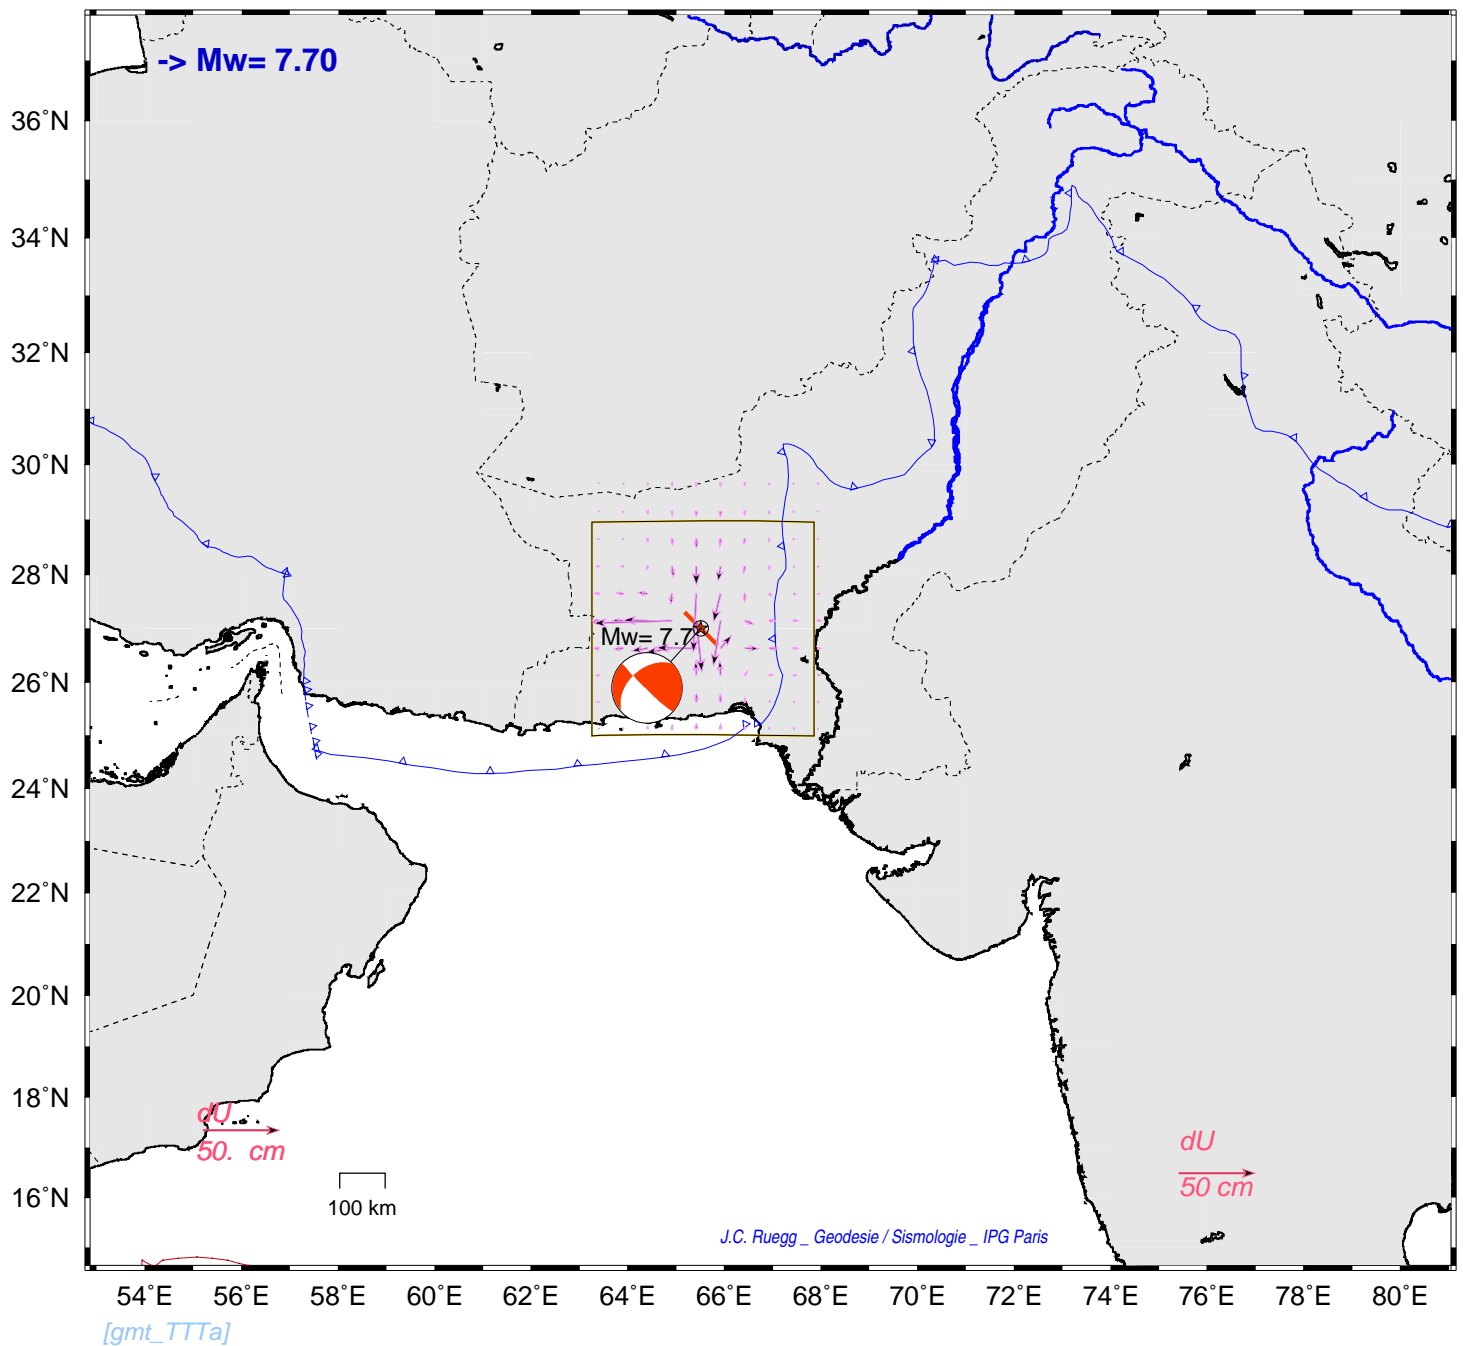 -> Mw= 7.70
36°N
34°N
32°N
30°N
28°N
26°N
24°N
22°N
20°N
18°N
16°N
Mw= 7.7
dU
50. cm
100 km
dU
50 cm
J.C. Ruegg _ Geodesie / Sismologie _ IPG Paris
54°E 56°E 58°E 60°E 62°E 64°E 66°E 68°E 70°E 72°E 74°E 76°E 78°E 80°E
[gmt_TTTa]